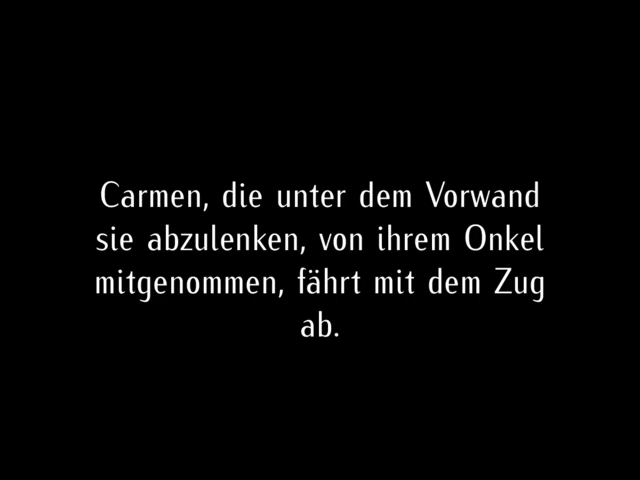 Carmen, die unter dem Vorwand
sie abzulenken, von ihrem Onkel
mitgenommen, fährt mit dem Zug
ab.